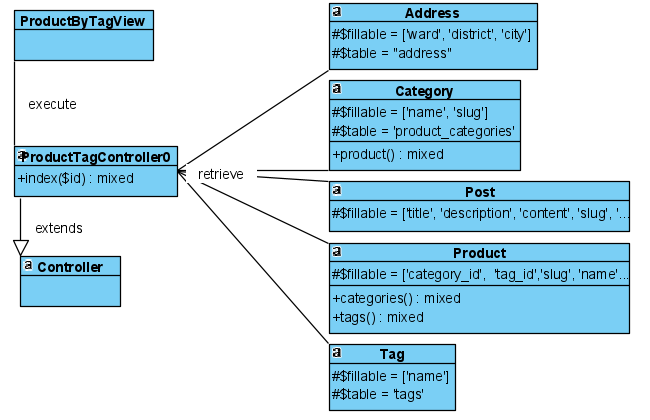 ProductByTagView
execute
a
ProductTagController0
+index($id) : mixed
extends
a
Controller
retrieve
a
Address
#$fillable = ['ward', 'district', 'city']
#$table = "address"
a
Category
#$fillable = ['name', 'slug']
#$table = 'product_categories'
+product() : mixed
a
Post
#$fillable = ['title', 'description', 'content', 'slug', '...
a
Product
#$fillable = ['category_id', 'tag_id','slug', 'name'...
+categories() : mixed
+tags() : mixed
a
Tag
#$fillable = ['name']
#$table = 'tags'